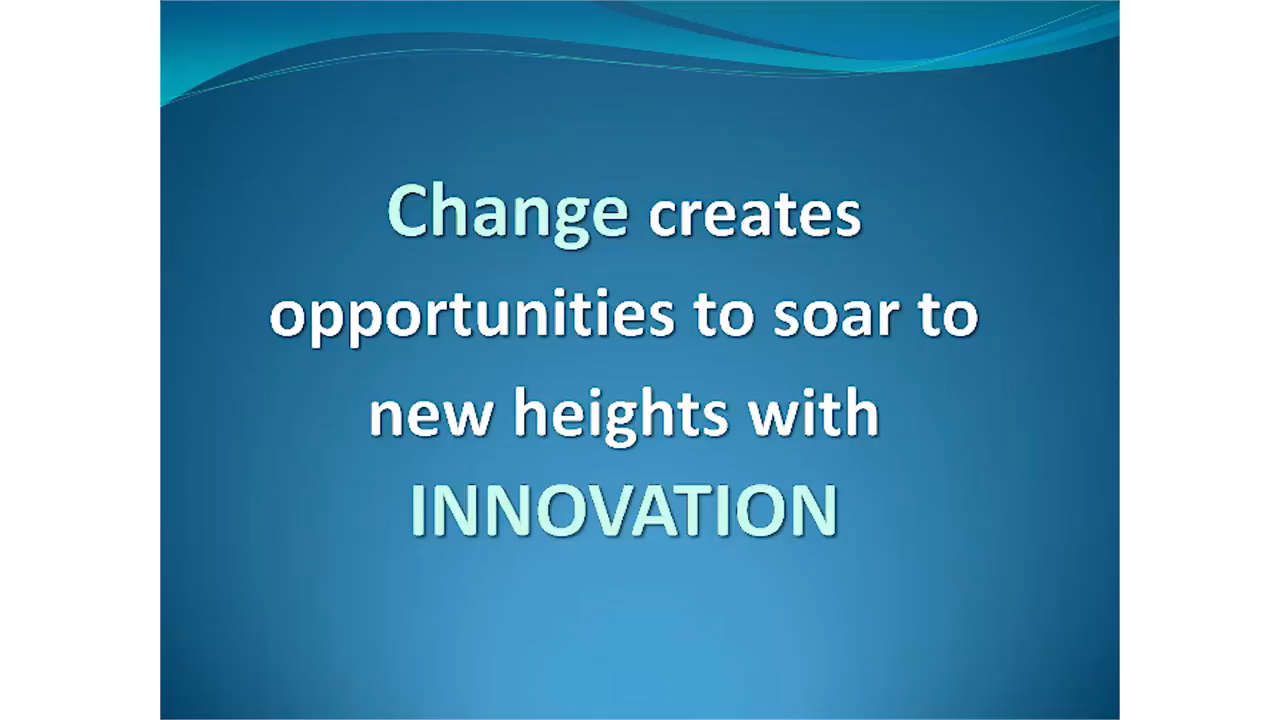 Change creates
opportunities to soar to
new heights with
INNOVATION